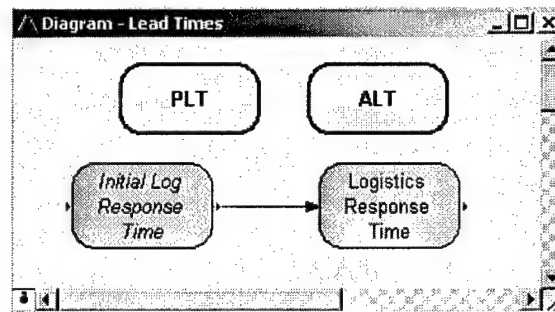 Diagram - Lead Times
PLT
ALT
Initial Log
Response
Time
Logistics
Response
Time